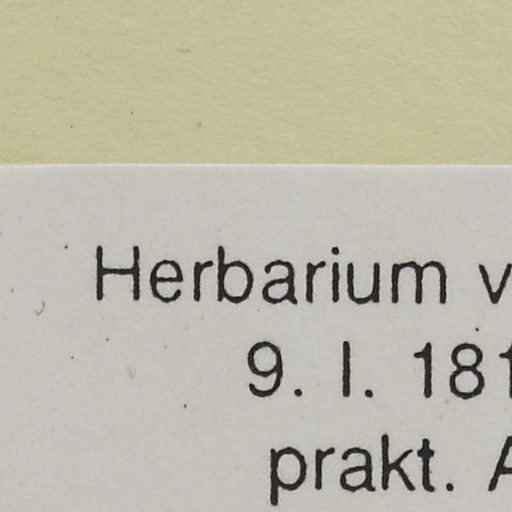 Herbarium v
9. I. 181
prakt. A